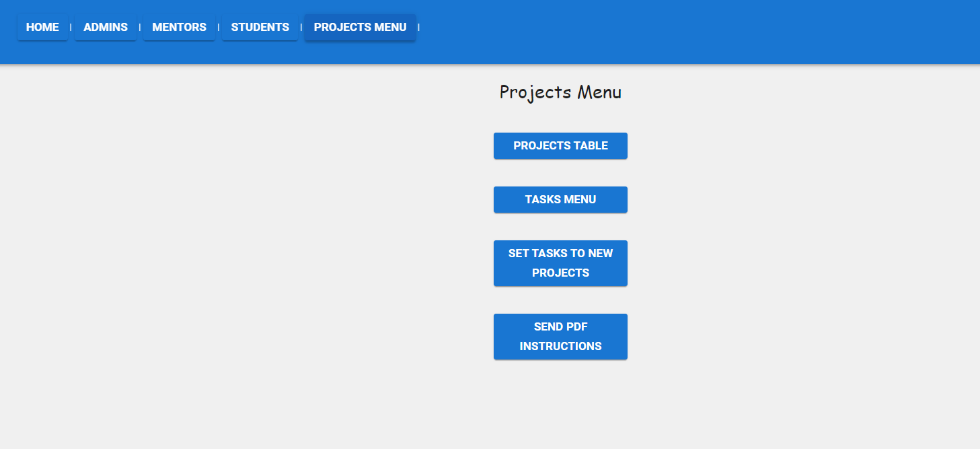 HOME | ADMINS | MENTORS | STUDENTS | PROJECTS MENU |
Projects Menu
PROJECTS TABLE
TASKS MENU
SET TASKS TO NEW
PROJECTS
SEND PDF
INSTRUCTIONS